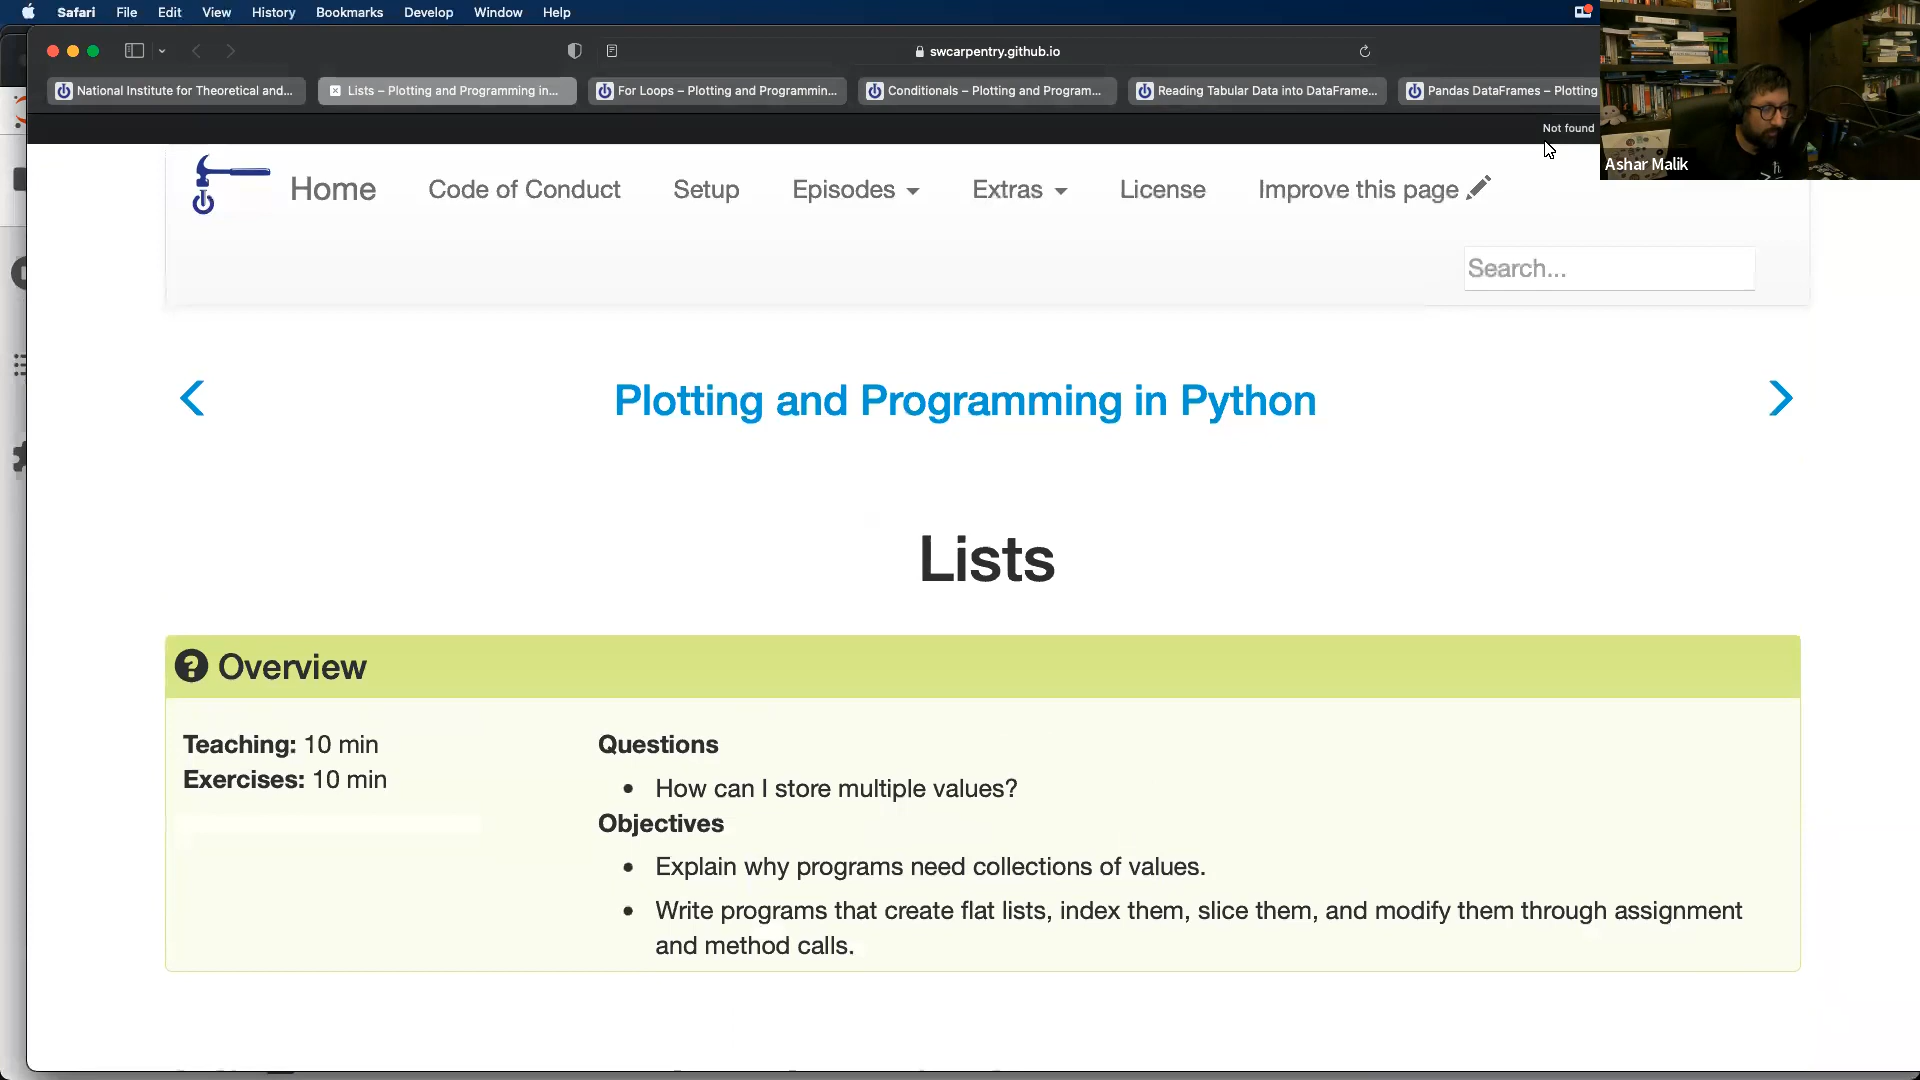 Safari File Edit View History Bookmarks Develop Window Help
swcarpentry.github.io
National Institute for Theoretical and...
Lists – Plotting and Programming in...
For Loops – Plotting and Programmin...
Conditionals – Plotting and Program...
Reading Tabular Data into DataFrame...
Pandas DataFrames – Plotting
Not found
Ashar Malik
Home Code of Conduct Setup Episodes Extras License Improve this page
Search...
Plotting and Programming in Python
Lists
Overview
Teaching: 10 min
Exercises: 10 min
Questions
How can I store multiple values?
Objectives
Explain why programs need collections of values.
Write programs that create flat lists, index them, slice them, and modify them through assignment
and method calls.